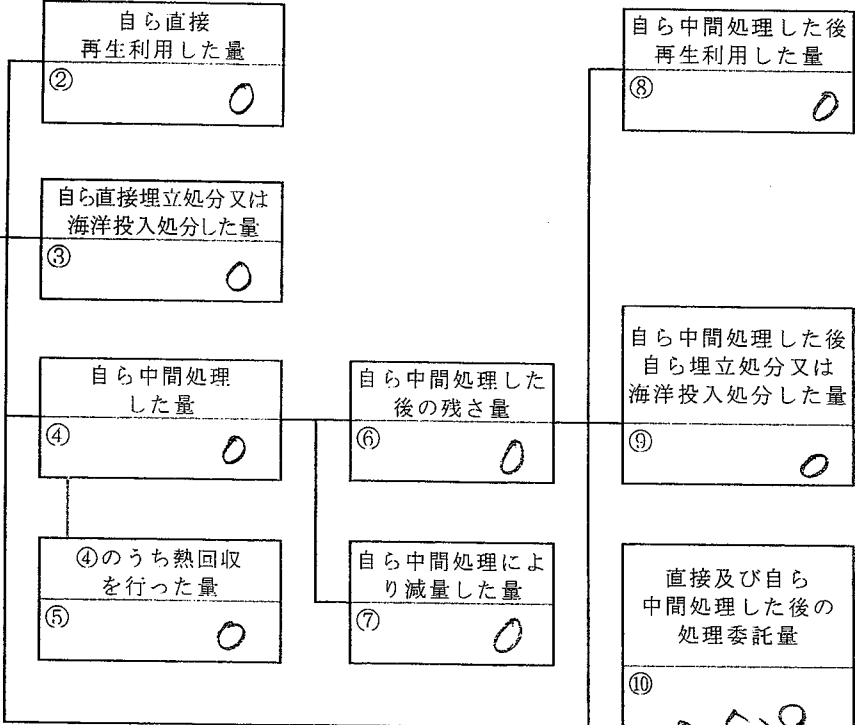 自ら直接
再生利用した量
②
0
自ら直接埋立処分又は
海洋投入処分した量
③
0
自ら中間処理
した量
④
0
④のうち熱回収
を行った量
⑤
0
自ら中間処理した
後の残さ量
⑥
0
自ら中間処理によ
り減量した量
⑦
0
自ら中間処理した後
再生利用した量
⑧
0
自ら中間処理した後
自ら埋立処分又は
海洋投入処分した量
⑨
0
直接及び自ら
中間処理した後の
処理委託量
⑩